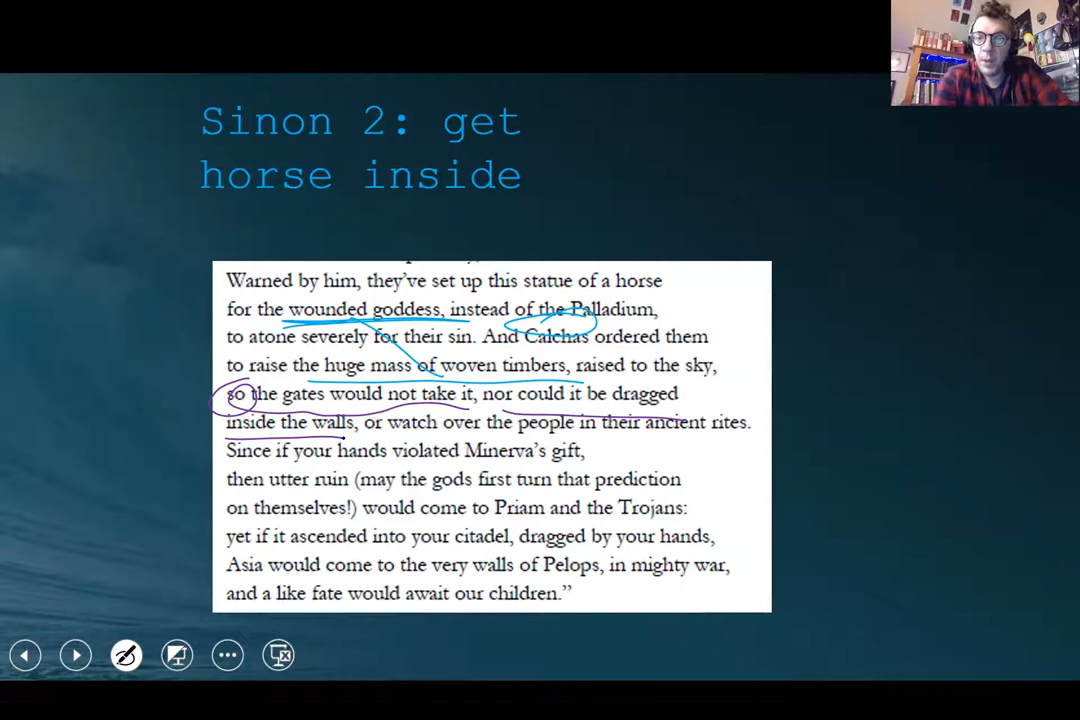 Sinon 2: get
horse inside
Warned by him, they've set up this statue of a horse
for the wounded goddess, instead of the Palladium,
to atone severely for their sin. And Calchas ordered them
to raise the huge mass of woven timbers, raised to the sky,
so the gates would not take it, nor could it be dragged
inside the walls, or watch over the people in their ancient rites.
Since if your hands violated Minerva's gift,
then utter ruin (may the gods first turn that prediction
on themselves!) would come to Priam and the Trojans:
yet if it ascended into your citadel, dragged by your hands,
Asia would come to the very walls of Pelops, in mighty war,
and a like fate would await our children.”